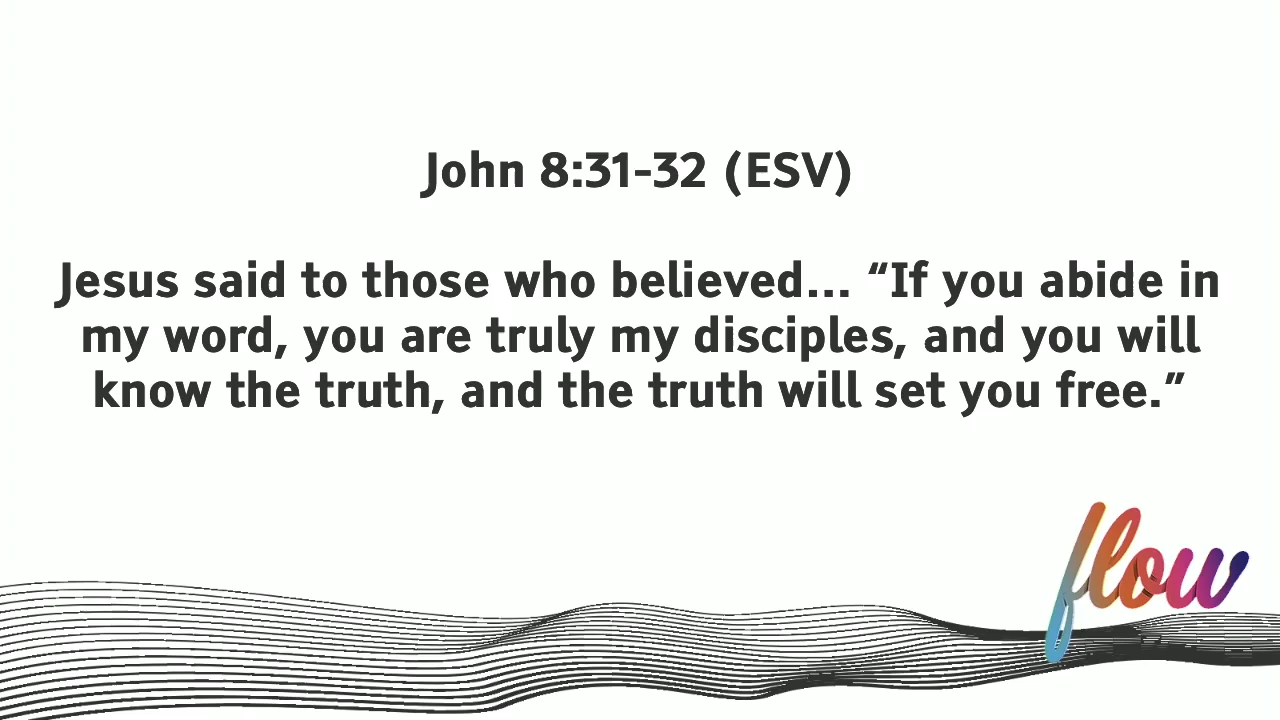 John 8:31-32 (ESV)
Jesus said to those who believed... “If you abide in
my word, you are truly my disciples, and you will
know the truth, and the truth will set you free.”
flow